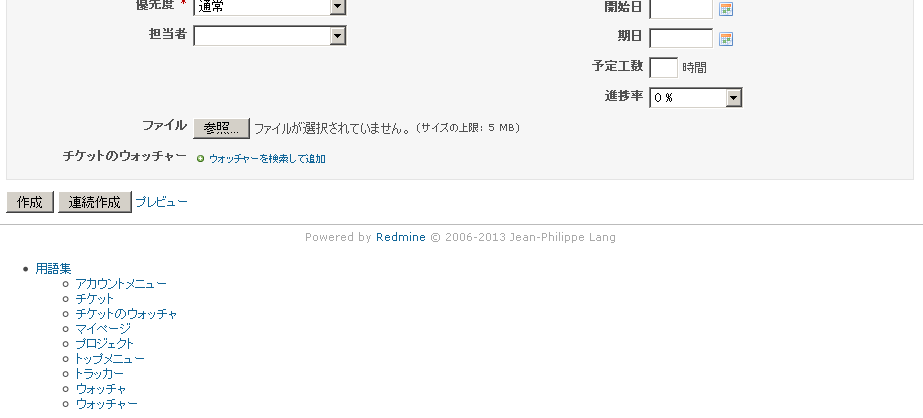 優先度 * 通常
担当者
開始日
期日
予定工数 時間
進捗率 0 %
ファイル 参照... ファイルが選択されていません。 (サイズの上限: 5 MB)
チケットのウォッチャー ウォッチャーを検索して追加
作成 連続作成 プレビュー
Powered by Redmine © 2006-2013 Jean-Philippe Lang
用語集
アカウントメニュー
チケット
チケットのウォッチャ
マイページ
プロジェクト
トップメニュー
トラッカー
ウォッチャ
ウォッチャー